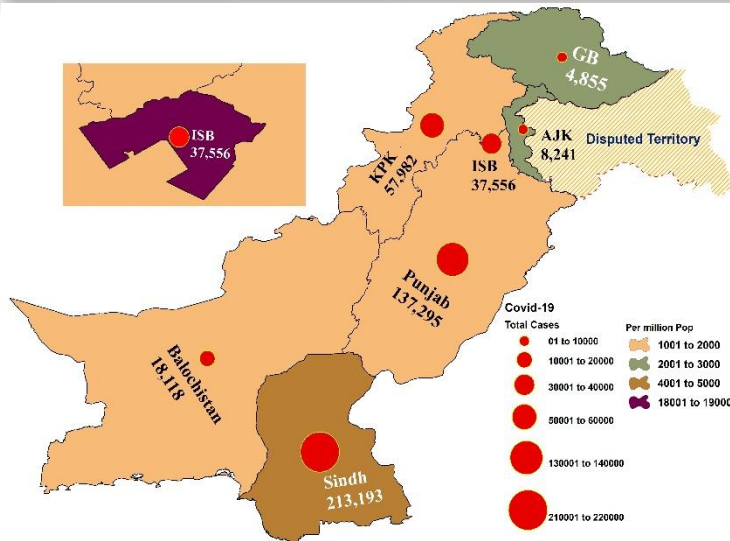 GB
4,855
ISB
37,556
AJK
8,241
Disputed Territory
KPK
57,982
ISB
37,556
Punjab
137,295
Balochistan
18,118
Sindh
213,193
Covid-19
Total Cases
01 to 10000
10001 to 20000
30001 to 40000
50001 to 60000
130001 to 140000
210001 to 220000
Per million Pop
1001 to 2000
2001 to 3000
4001 to 5000
18001 to 19000